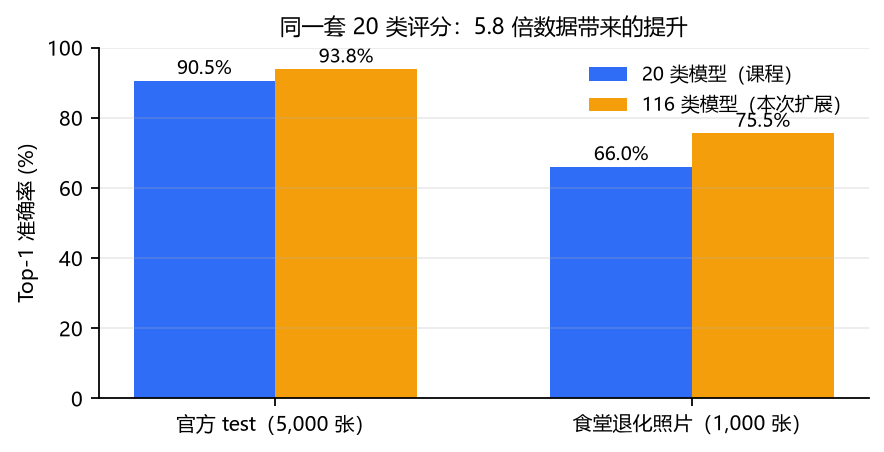 同一套 20 类评分：5.8 倍数据带来的提升
Top-1 准确率 (%)
100
80
60
40
20
0
90.5%
93.8%
66.0%
75.5%
20 类模型（课程）
116 类模型（本次扩展）
官方 test（5,000 张）
食堂退化照片（1,000 张）